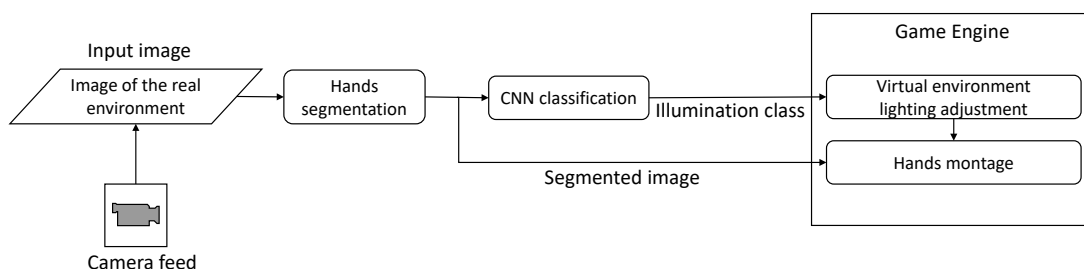 Input image
Image of the real
environment
Camera feed
Hands
segmentation
CNN classification
Illumination class
Segmented image
Game Engine
Virtual environment
lighting adjustment
Hands montage